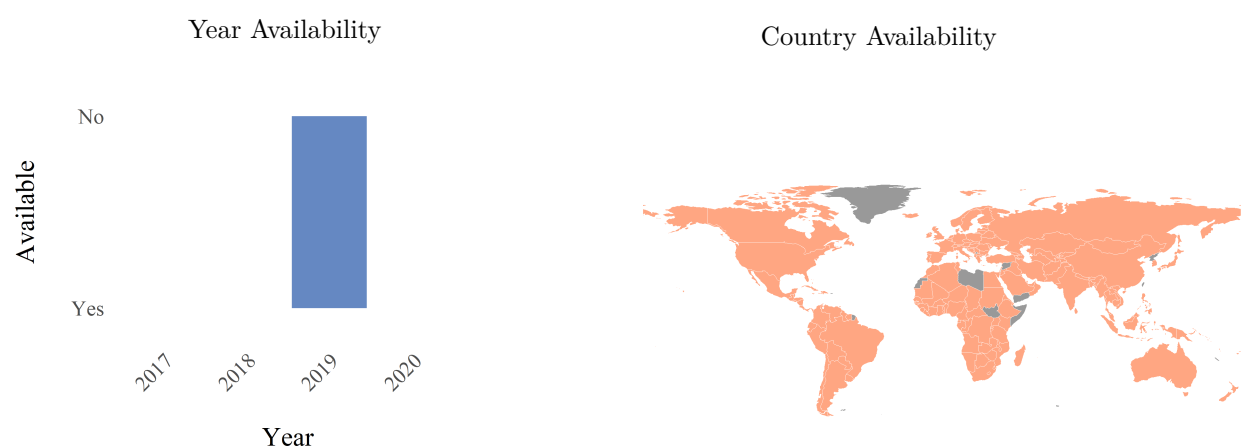 Year Availability
Country Availability
Available
No
Yes
2017
2018
2019
2020
Year